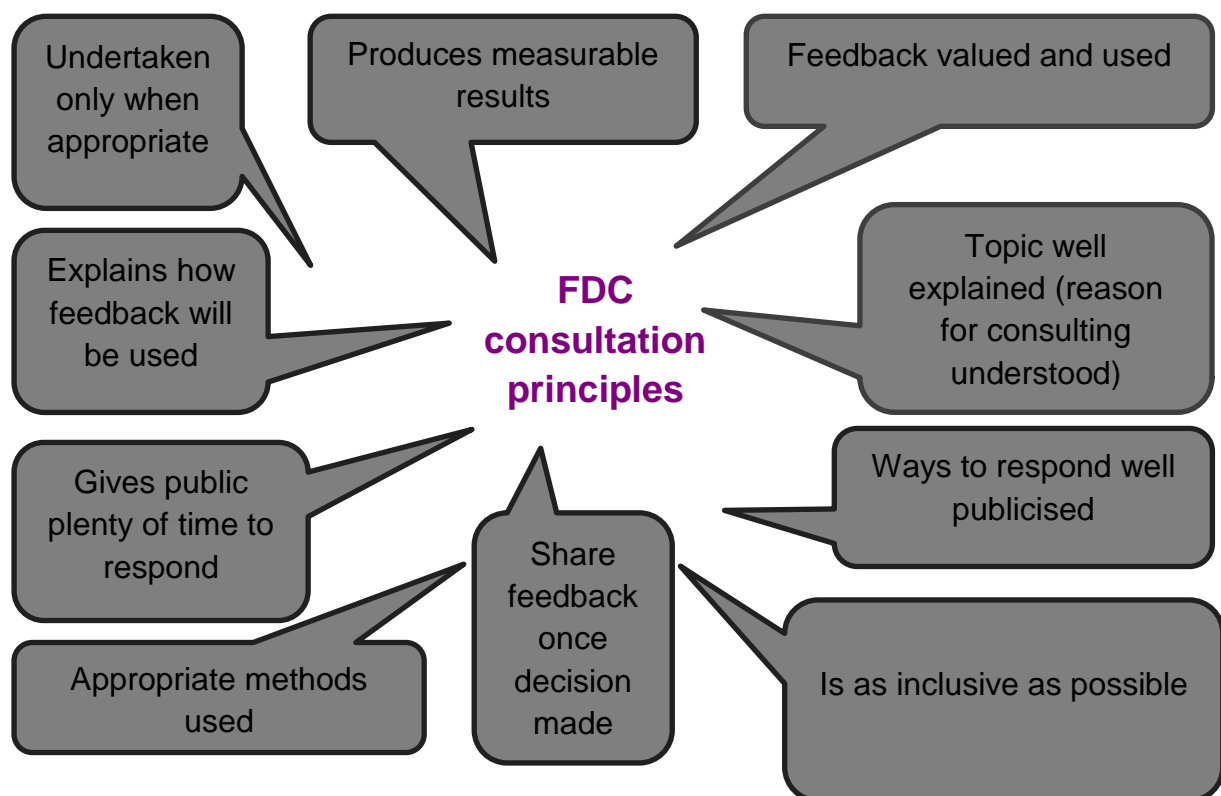 Undertaken
only when
appropriate
Produces measurable
results
Feedback valued and used
Explains how
feedback will
be used
FDC
consultation
principles
Topic well
explained (reason
for consulting
understood)
Gives public
plenty of time to
respond
Ways to respond well
publicised
Share
feedback
once
decision
made
Appropriate methods
used
Is as inclusive as possible